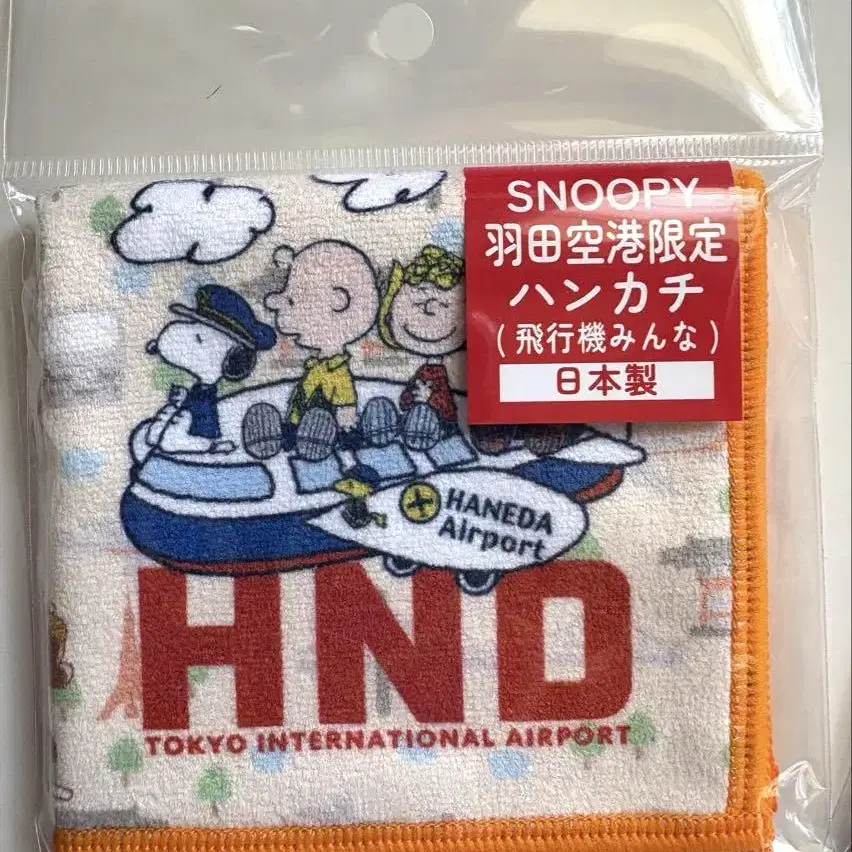 SNOOPY
羽田空港限定
ハンカチ
(飛行機みんな)
日本製
HANEDA
Airport
HND
TOKYO INTERNATIONAL AIRPORT